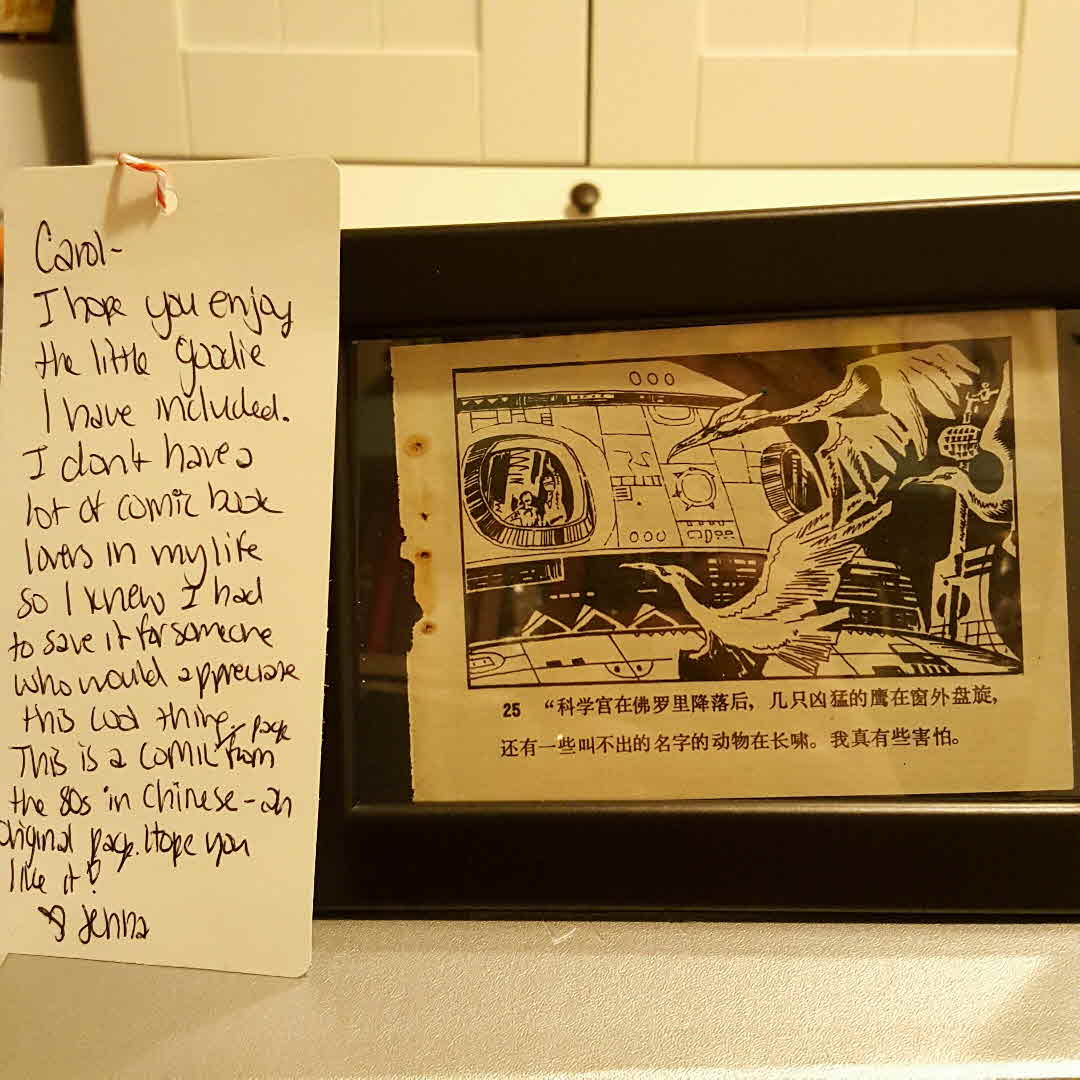 Carol-
I hope you enjoy
the little goodie
I have included.
I don't have a
lot of comic book
lovers in my life
so I knew I had
to save it for someone
who would appreciate
this cool thing.
This is a comic page from
the 80s in Chinese - an
original page. Hope you
like it!
Jenna
25 “科学官在佛罗里降落后，几只凶猛的鹰在窗外盘旋，
还有一些叫不出的名字的动物在长啸。我真有些害怕。